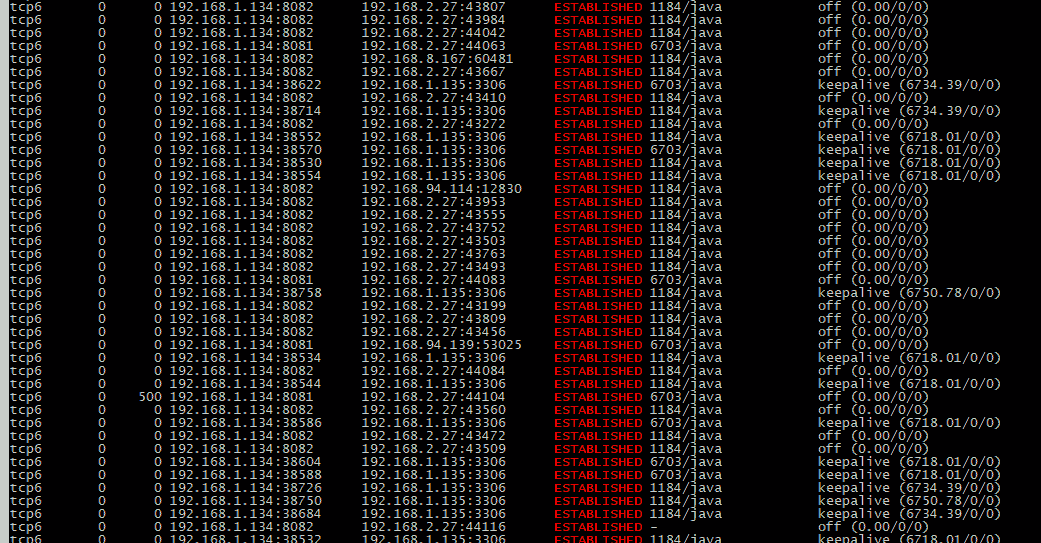 tcp6 0 0 192.168.1.134:8082 192.168.2.27:43807 ESTABLISHED 1184/java off (0.00/0/0)
tcp6 0 0 192.168.1.134:8082 192.168.2.27:43984 ESTABLISHED 1184/java off (0.00/0/0)
tcp6 0 0 192.168.1.134:8082 192.168.2.27:44042 ESTABLISHED 1184/java off (0.00/0/0)
tcp6 0 0 192.168.1.134:8081 192.168.2.27:44063 ESTABLISHED 6703/java off (0.00/0/0)
tcp6 0 0 192.168.1.134:8082 192.168.8.167:60481 ESTABLISHED 1184/java off (0.00/0/0)
tcp6 0 0 192.168.1.134:8082 192.168.2.27:43667 ESTABLISHED 1184/java off (0.00/0/0)
tcp6 0 0 192.168.1.134:38622 192.168.1.135:3306 ESTABLISHED 6703/java keepalive (6734.39/0/0)
tcp6 0 0 192.168.1.134:8082 192.168.2.27:43410 ESTABLISHED 1184/java off (0.00/0/0)
tcp6 0 0 192.168.1.134:38714 192.168.1.135:3306 ESTABLISHED 1184/java keepalive (6734.39/0/0)
tcp6 0 0 192.168.1.134:8082 192.168.2.27:43272 ESTABLISHED 1184/java off (0.00/0/0)
tcp6 0 0 192.168.1.134:38552 192.168.1.135:3306 ESTABLISHED 1184/java keepalive (6718.01/0/0)
tcp6 0 0 192.168.1.134:38570 192.168.1.135:3306 ESTABLISHED 6703/java keepalive (6718.01/0/0)
tcp6 0 0 192.168.1.134:38530 192.168.1.135:3306 ESTABLISHED 1184/java keepalive (6718.01/0/0)
tcp6 0 0 192.168.1.134:38554 192.168.1.135:3306 ESTABLISHED 1184/java keepalive (6718.01/0/0)
tcp6 0 0 192.168.1.134:8082 192.168.94.114:12830 ESTABLISHED 1184/java off (0.00/0/0)
tcp6 0 0 192.168.1.134:8082 192.168.2.27:43953 ESTABLISHED 1184/java off (0.00/0/0)
tcp6 0 0 192.168.1.134:8082 192.168.2.27:43555 ESTABLISHED 1184/java off (0.00/0/0)
tcp6 0 0 192.168.1.134:8082 192.168.2.27:43752 ESTABLISHED 1184/java off (0.00/0/0)
tcp6 0 0 192.168.1.134:8082 192.168.2.27:43503 ESTABLISHED 1184/java off (0.00/0/0)
tcp6 0 0 192.168.1.134:8082 192.168.2.27:43763 ESTABLISHED 1184/java off (0.00/0/0)
tcp6 0 0 192.168.1.134:8082 192.168.2.27:43493 ESTABLISHED 1184/java off (0.00/0/0)
tcp6 0 0 192.168.1.134:8081 192.168.2.27:44083 ESTABLISHED 6703/java off (0.00/0/0)
tcp6 0 0 192.168.1.134:38758 192.168.1.135:3306 ESTABLISHED 1184/java keepalive (6750.78/0/0)
tcp6 0 0 192.168.1.134:8082 192.168.2.27:43199 ESTABLISHED 1184/java off (0.00/0/0)
tcp6 0 0 192.168.1.134:8082 192.168.2.27:43809 ESTABLISHED 1184/java off (0.00/0/0)
tcp6 0 0 192.168.1.134:8082 192.168.2.27:43456 ESTABLISHED 1184/java off (0.00/0/0)
tcp6 0 0 192.168.1.134:8081 192.168.94.139:53025 ESTABLISHED 6703/java off (0.00/0/0)
tcp6 0 0 192.168.1.134:38534 192.168.1.135:3306 ESTABLISHED 1184/java keepalive (6718.01/0/0)
tcp6 0 0 192.168.1.134:8082 192.168.2.27:44084 ESTABLISHED 1184/java off (0.00/0/0)
tcp6 0 0 192.168.1.134:38544 192.168.1.135:3306 ESTABLISHED 1184/java keepalive (6718.01/0/0)
tcp6 0 500 192.168.1.134:8081 192.168.2.27:44104 ESTABLISHED 6703/java off (0.00/0/0)
tcp6 0 0 192.168.1.134:8082 192.168.2.27:43560 ESTABLISHED 1184/java off (0.00/0/0)
tcp6 0 0 192.168.1.134:38586 192.168.1.135:3306 ESTABLISHED 6703/java keepalive (6718.01/0/0)
tcp6 0 0 192.168.1.134:8082 192.168.2.27:43472 ESTABLISHED 1184/java off (0.00/0/0)
tcp6 0 0 192.168.1.134:8082 192.168.2.27:43509 ESTABLISHED 1184/java off (0.00/0/0)
tcp6 0 0 192.168.1.134:38604 192.168.1.135:3306 ESTABLISHED 6703/java keepalive (6718.01/0/0)
tcp6 0 0 192.168.1.134:38588 192.168.1.135:3306 ESTABLISHED 6703/java keepalive (6718.01/0/0)
tcp6 0 0 192.168.1.134:38726 192.168.1.135:3306 ESTABLISHED 1184/java keepalive (6734.39/0/0)
tcp6 0 0 192.168.1.134:38750 192.168.1.135:3306 ESTABLISHED 1184/java keepalive (6750.78/0/0)
tcp6 0 0 192.168.1.134:38684 192.168.1.135:3306 ESTABLISHED 1184/java keepalive (6734.39/0/0)
tcp6 0 0 192.168.1.134:8082 192.168.2.27:44116 ESTABLISHED - off (0.00/0/0)
tcp6 0 0 192.168.1.134:38532 192.168.1.135:3306 ESTABLISHED 1184/java keepalive (6718.01/0/0)